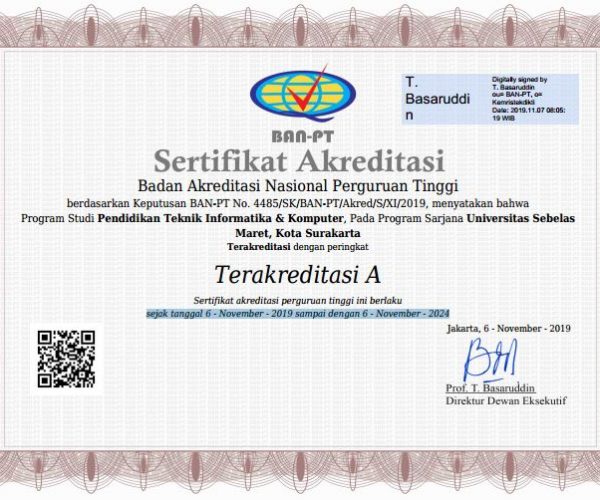 T.
Basaruddi
n
Digitally signed by
T. Basaruddin
ou= BAN-PT, o=
Kemristekdikti
Date: 2019.11.07 08:05:
19 WIB
BAN-PT
Sertifikat Akreditasi
Badan Akreditasi Nasional Perguruan Tinggi
berdasarkan Keputusan BAN-PT No. 4485/SK/BAN-PT/Akred/S/XI/2019, menyatakan bahwa
Program Studi Pendidikan Teknik Informatika & Komputer, Pada Program Sarjana Universitas Sebelas
Maret, Kota Surakarta
Terakreditasi dengan peringkat
Terakreditasi A
Sertifikat akreditasi perguruan tinggi ini berlaku
sejak tanggal 6 - November - 2019 sampai dengan 6 - November - 2024
Jakarta, 6 - November - 2019
Prof. T. Basaruddin
Direktur Dewan Eksekutif